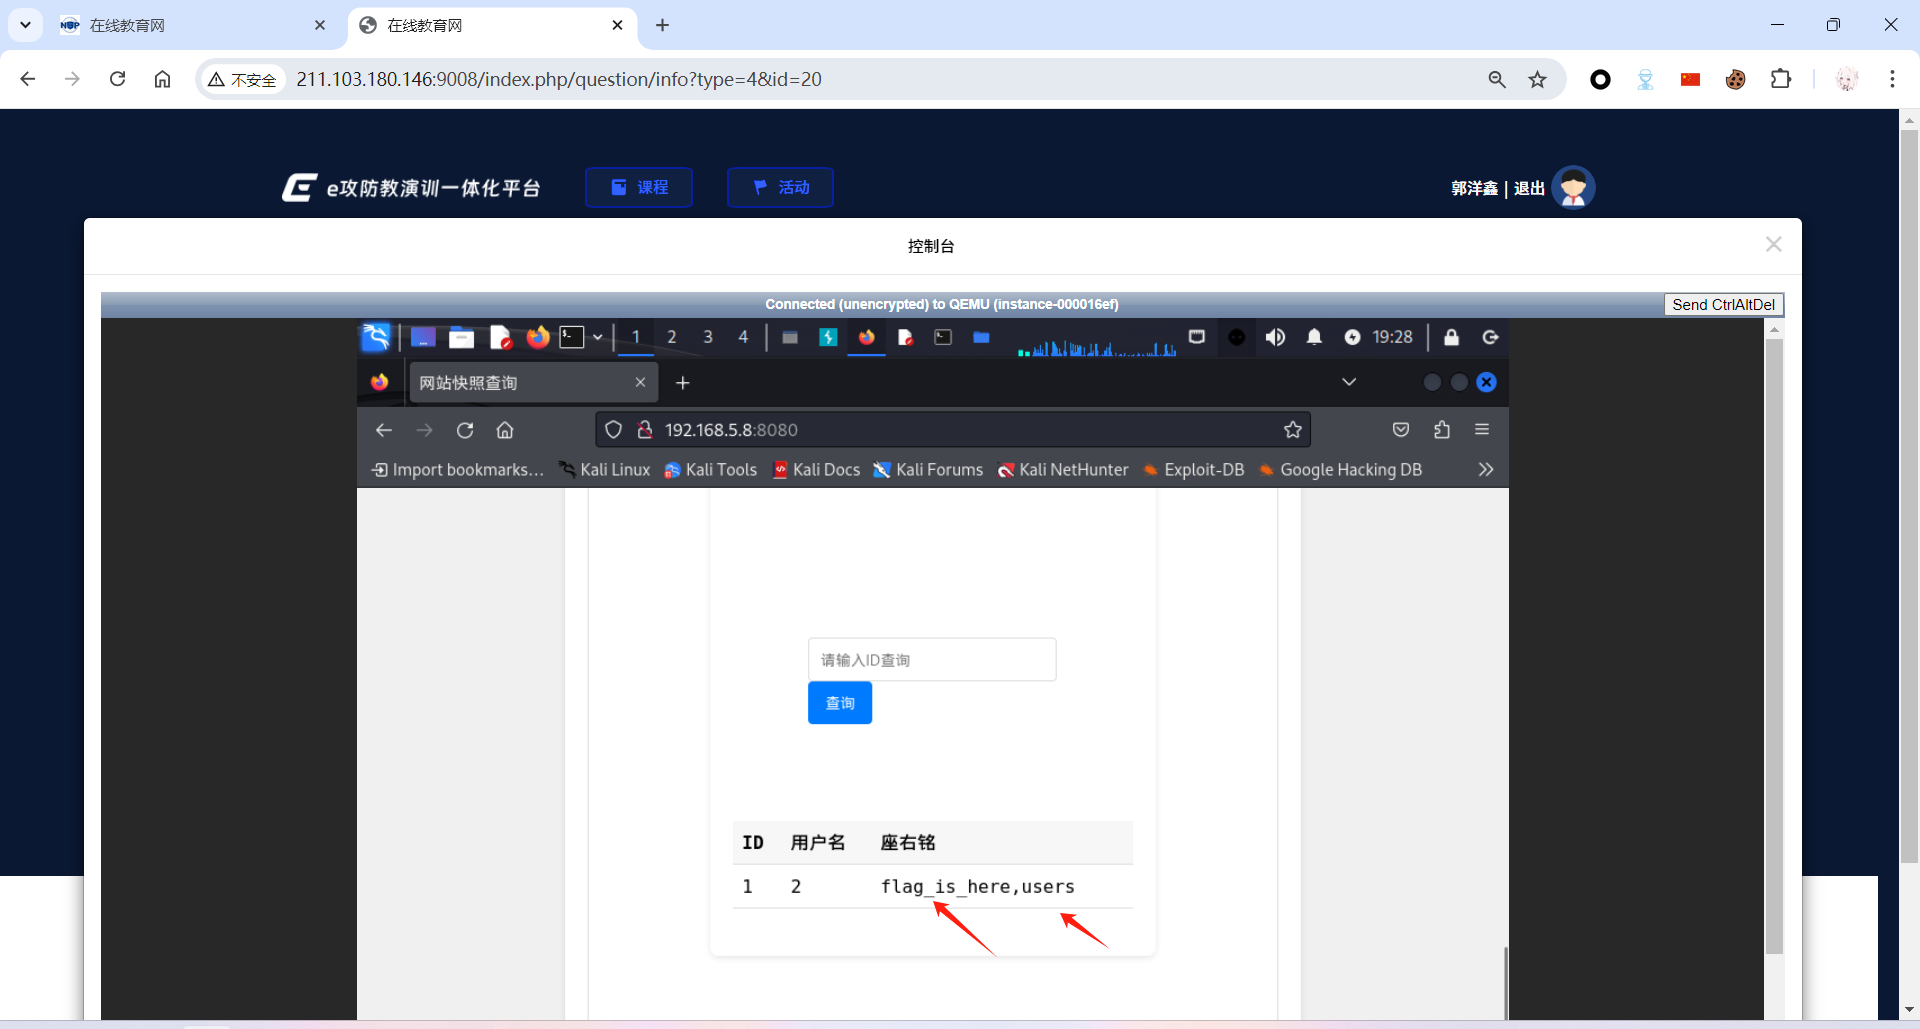 在线教育网
在线教育网
不安全
211.103.180.146:9008/index.php/question/info?type=4&id=20
e攻防教演训一体化平台
课程
活动
郭洋鑫 | 退出
控制台
Connected (unencrypted) to QEMU (instance-000016ef)
Send CtrlAltDel
1 2 3 4
19:28
网站快照查询
192.168.5.8:8080
Import bookmarks...
Kali Linux
Kali Tools
Kali Docs
Kali Forums
Kali NetHunter
Exploit-DB
Google Hacking DB
请输入ID查询
查询
ID 用户名 座右铭
1 2 flag_is_here,users